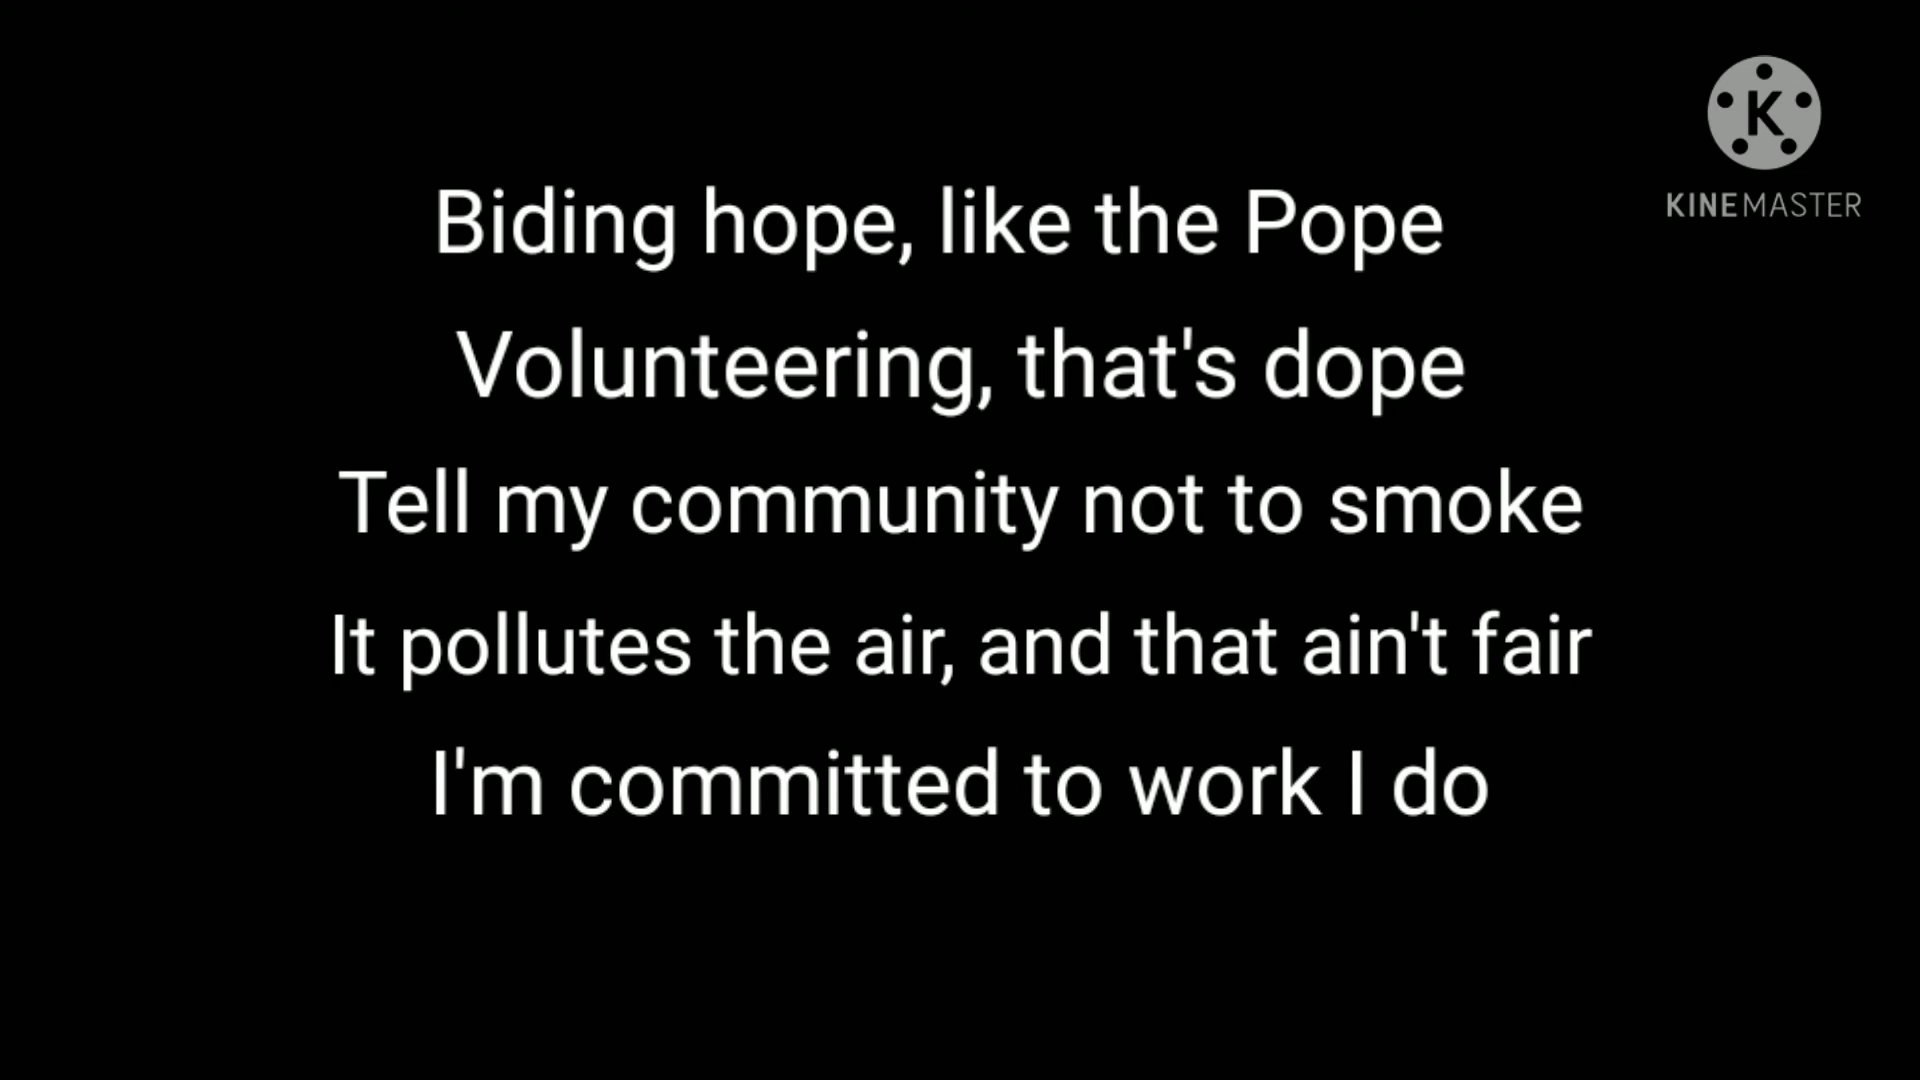 K
KINEMASTER
Biding hope, like the Pope
Volunteering, that's dope
Tell my community not to smoke
It pollutes the air, and that ain't fair
I'm committed to work I do